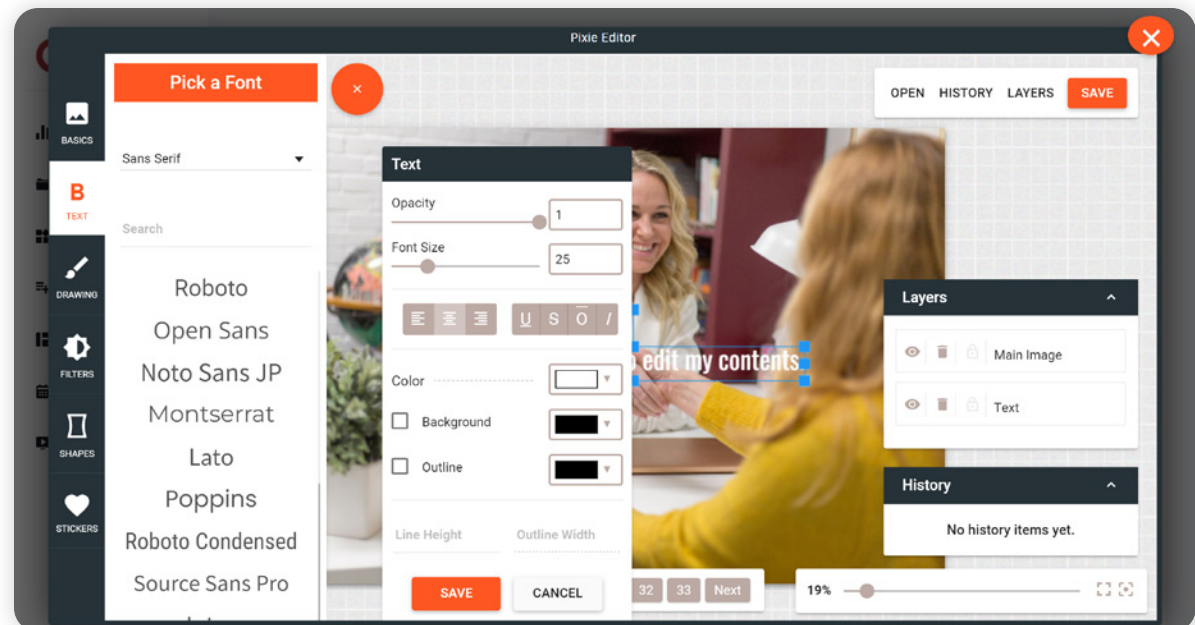 Pixie Editor
BASICS
B
TEXT
DRAWING
FILTERS
SHAPES
STICKERS
Pick a Font
Sans Serif
Search
Roboto
Open Sans
Noto Sans JP
Montserrat
Lato
Poppins
Roboto Condensed
Source Sans Pro
×
OPEN HISTORY LAYERS SAVE
Text
Opacity
1
Font Size
25
U S O I
Color
Background
Outline
Line Height Outline Width
SAVE CANCEL
edit my contents.
Layers
Main Image
Text
History
No history items yet.
32 33 Next
19%